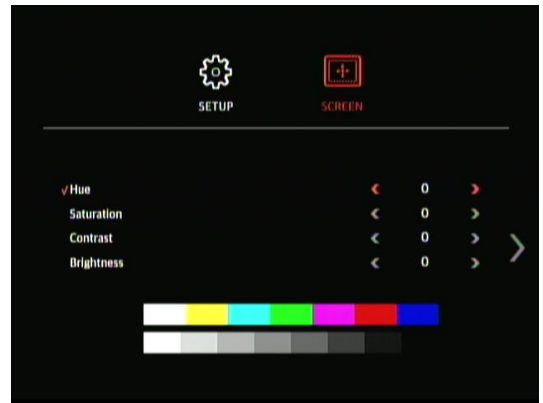 SETUP SCREEN
Hue 0
Saturation 0
Contrast 0
Brightness 0